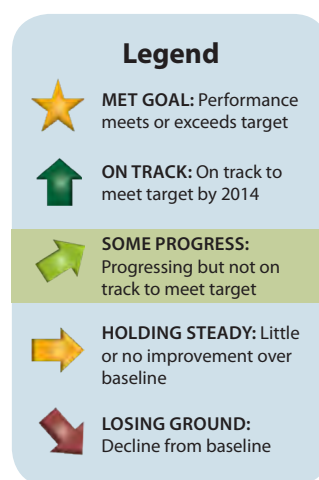 Legend
MET GOAL: Performance
meets or exceeds target
ON TRACK: On track to
meet target by 2014
SOME PROGRESS:
Progressing but not on
track to meet target
HOLDING STEADY: Little
or no improvement over
baseline
LOSING GROUND:
Decline from baseline